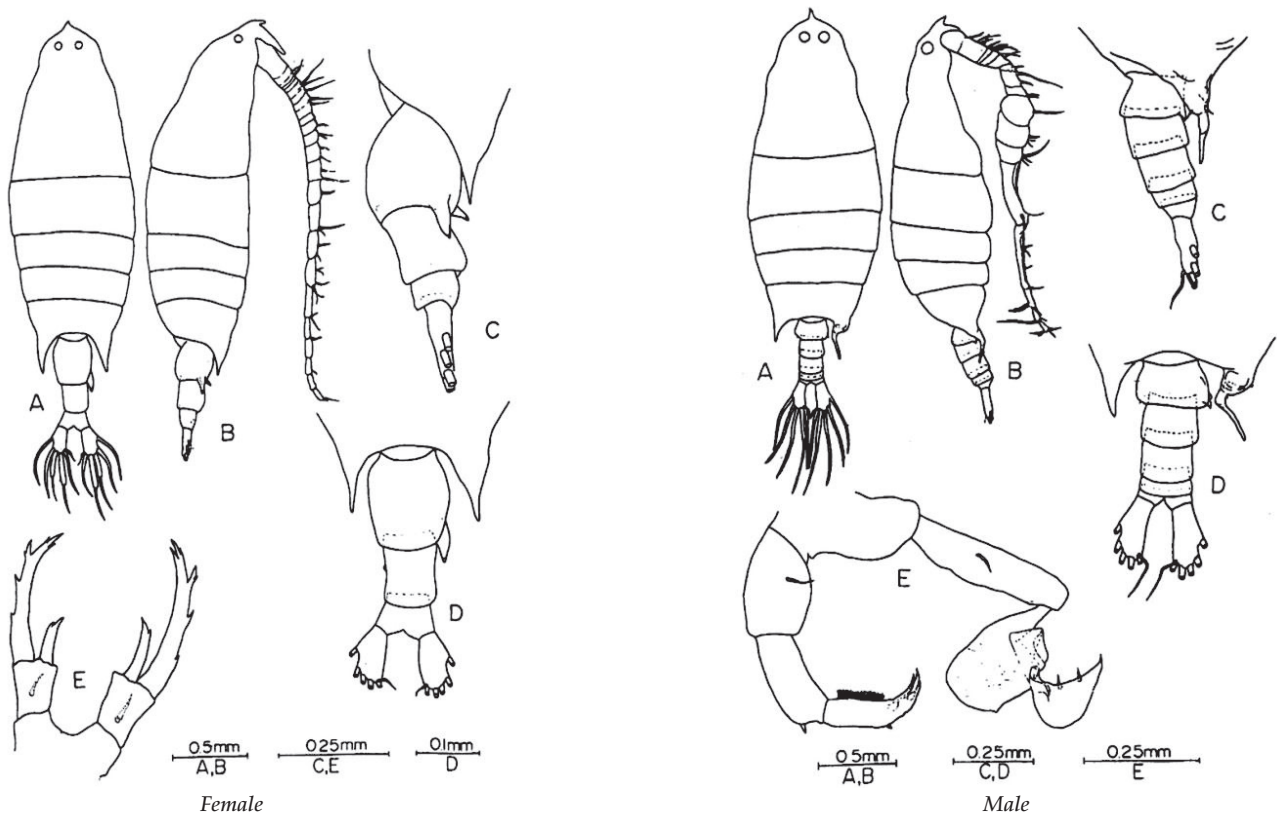 A
B
C
D
E
0.5mm
A,B
0.25mm
C,E
0.1mm
D
Female
A
B
C
D
E
0.5mm
A,B
0.25mm
C,D
0.25mm
E
Male